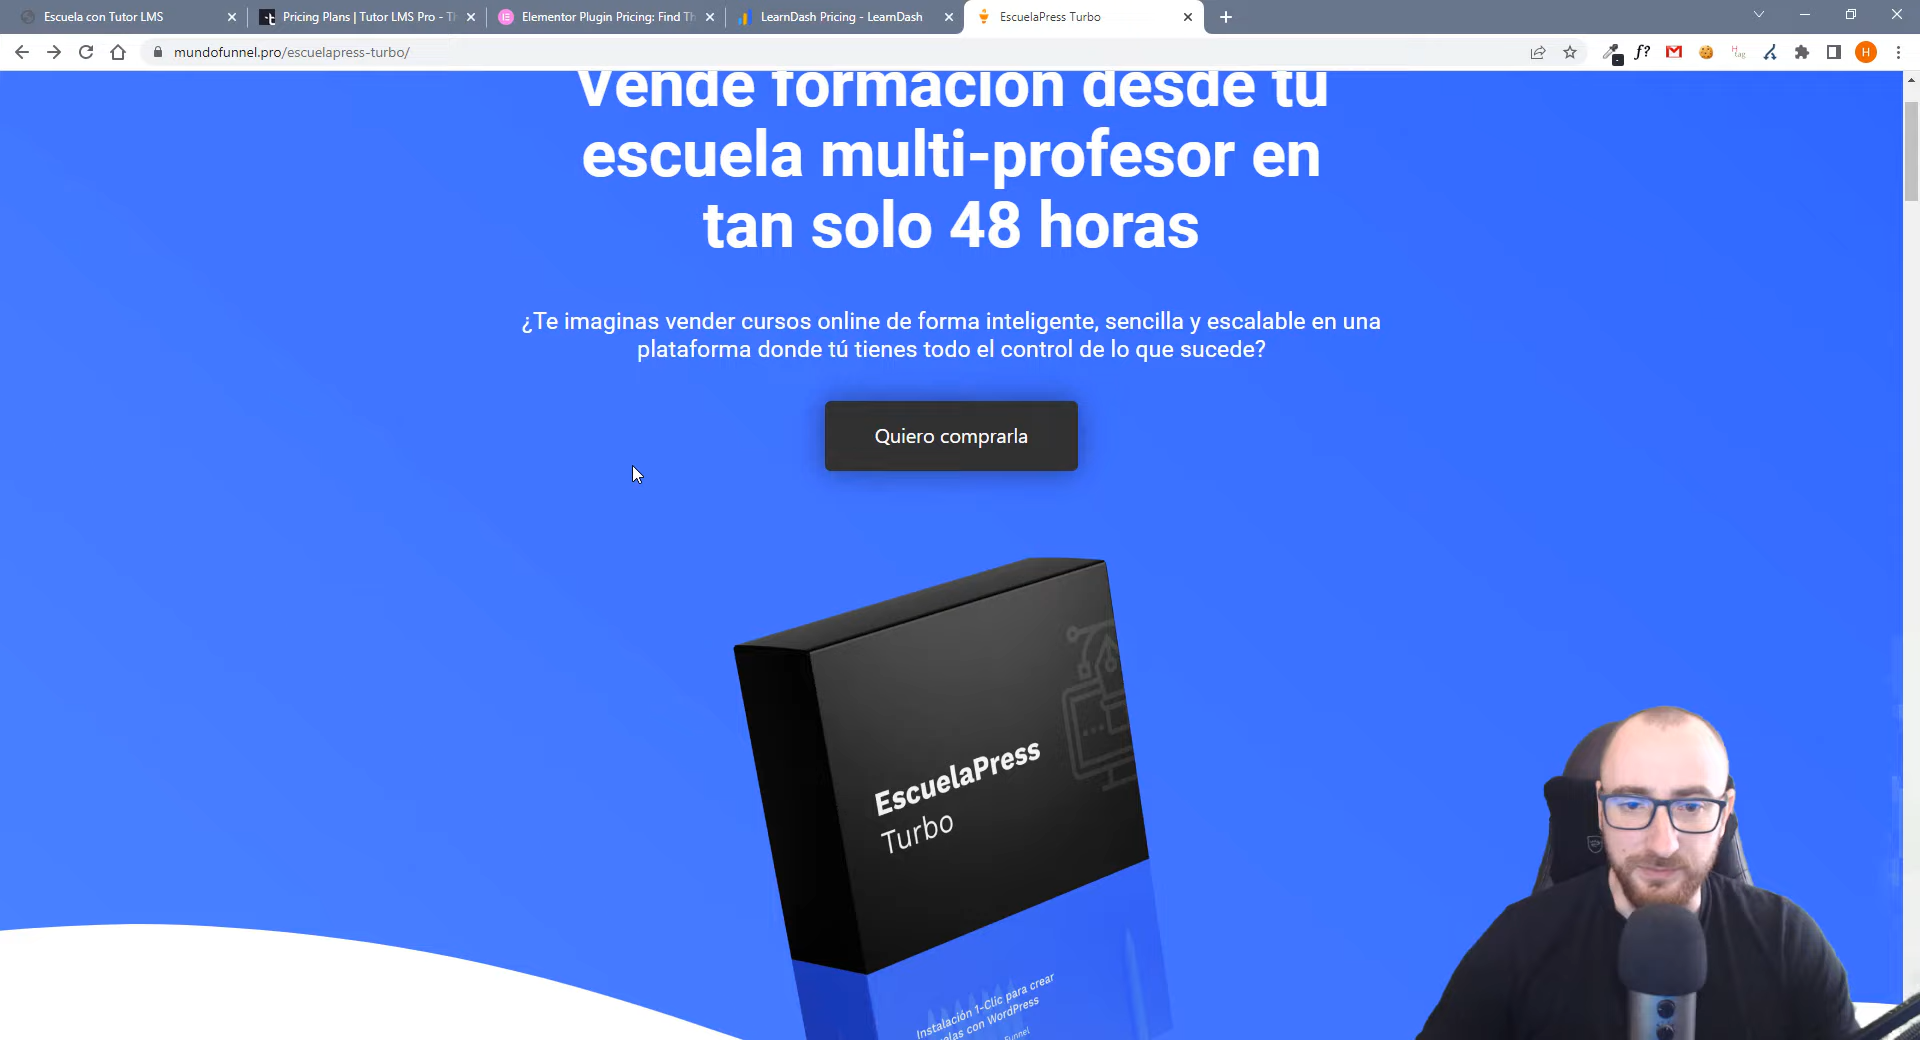 Escuela con Tutor LMS
Pricing Plans | Tutor LMS Pro - Th
Elementor Plugin Pricing: Find Th
LearnDash Pricing - LearnDash
EscuelaPress Turbo
mundofunnel.pro/escuelapress-turbo/
f?
H
Vende formación desde tu
escuela multi-profesor en
tan solo 48 horas
¿Te imaginas vender cursos online de forma inteligente, sencilla y escalable en una
plataforma donde tú tienes todo el control de lo que sucede?
Quiero comprarla
EscuelaPress
Turbo
Instalación 1-Clic para crear
elas con WordPress
Funnel